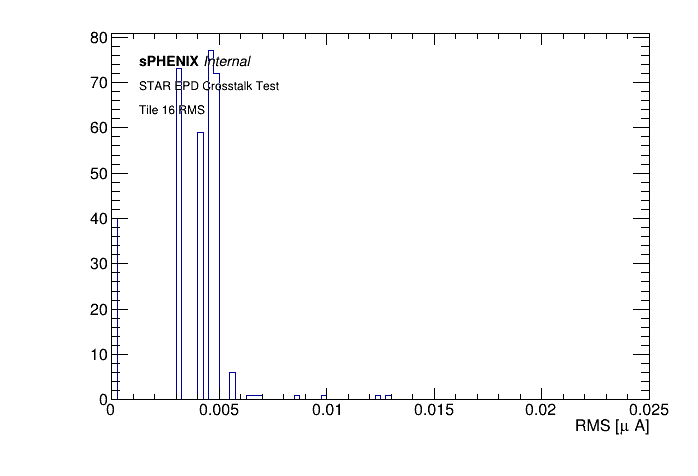 80
sPHENIX Internal
STAR EPD Crosstalk Test
70
Tile 16 RMS
60
50
40
30
20
10
0
0 0.005 0.01 0.015 0.02 0.025
RMS [μ A]